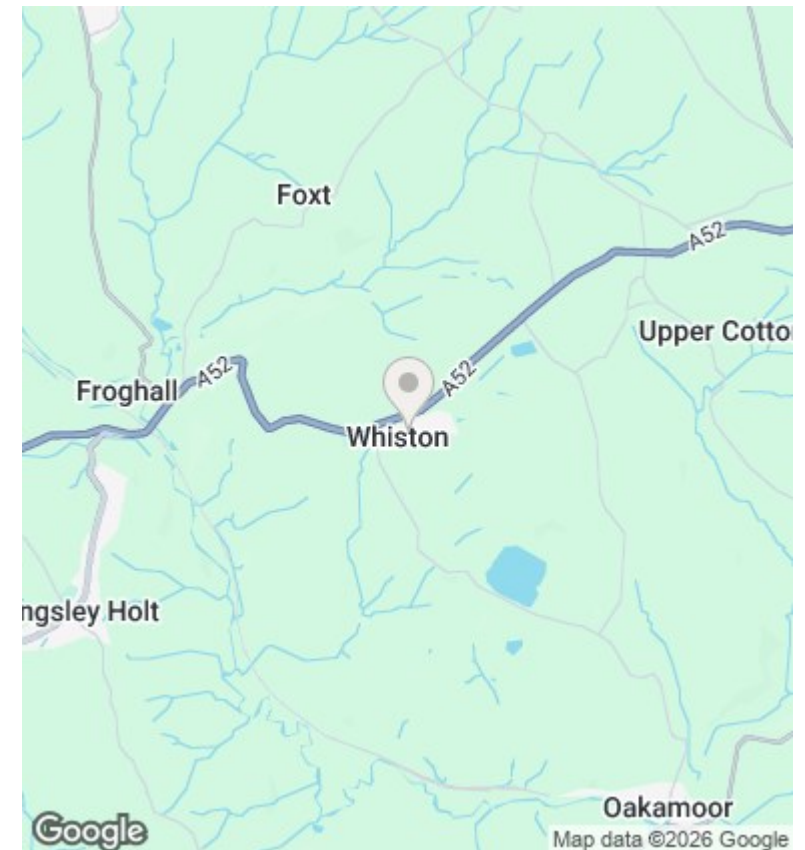 Foxt
A52
Upper Cotto
Froghall
A52
A52
Whiston
ngsley Holt
Oakamoor
Google
Map data ©2026 Google